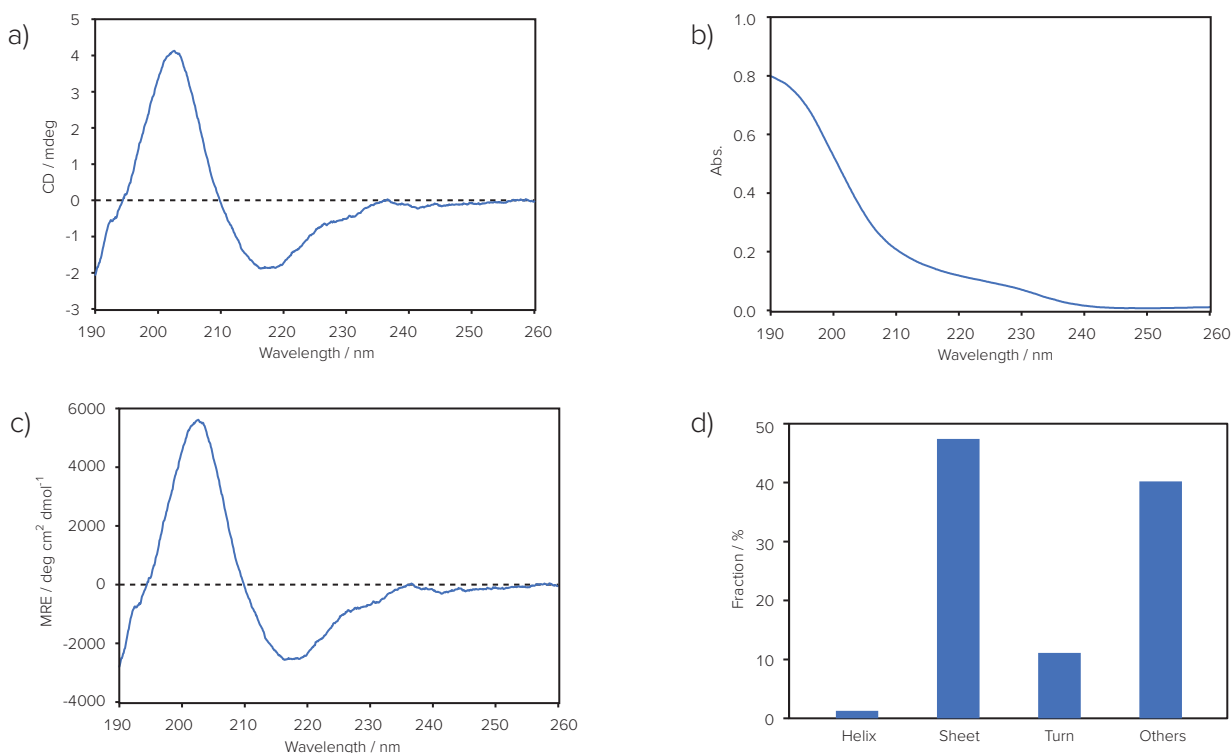 a)
CD / mdeg
5
4
3
2
1
0
-1
-2
-3
190 200 210 220 230 240 250 260
Wavelength / nm
b)
Abs.
1.0
0.8
0.6
0.4
0.2
0.0
190 200 210 220 230 240 250 260
Wavelength / nm
c)
MRE / deg cm² dmol⁻¹
6000
4000
2000
0
-2000
-4000
190 200 210 220 230 240 250 260
Wavelength / nm
d)
Fraction / %
50
40
30
20
10
0
Helix Sheet Turn Others